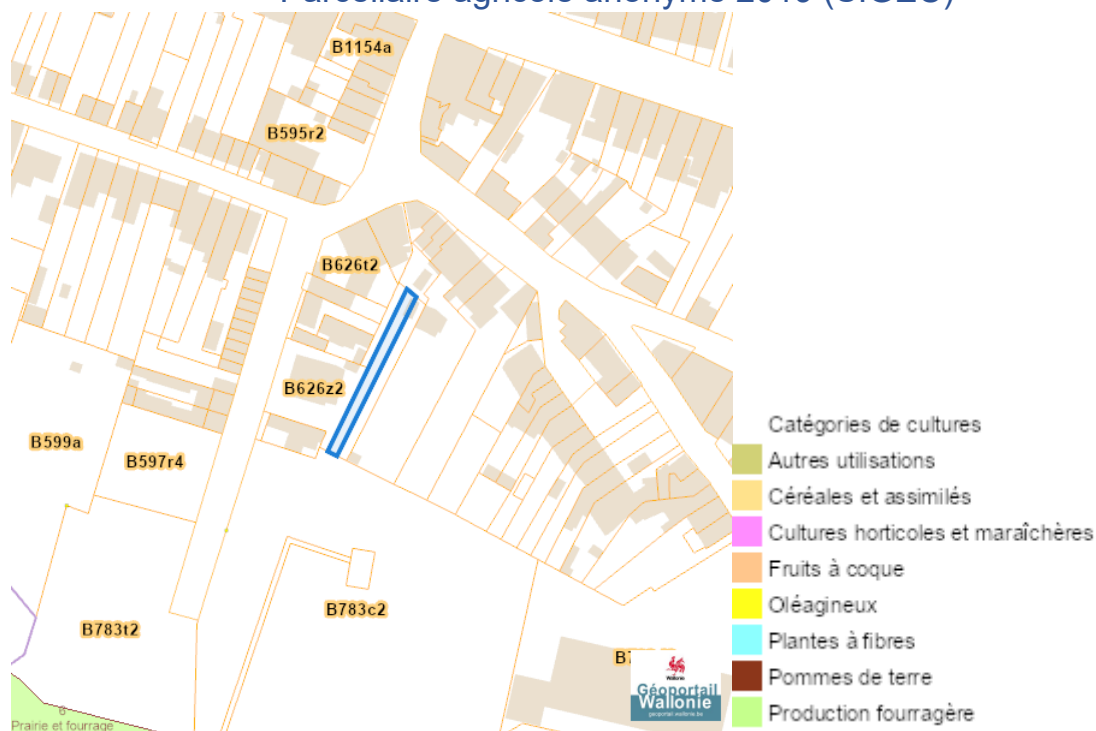 B1154a
B595r2
B626t2
B626z2
B599a
B597r4
B783c2
B783t2
6
Prairie et fourrage
Wallonie
Géoportail
Wallonie
geoportail.wallonie.be
Catégories de cultures
Autres utilisations
Céréales et assimilés
Cultures horticoles et maraîchères
Fruits à coque
Oléagineux
Plantes à fibres
Pommes de terre
Production fourragère